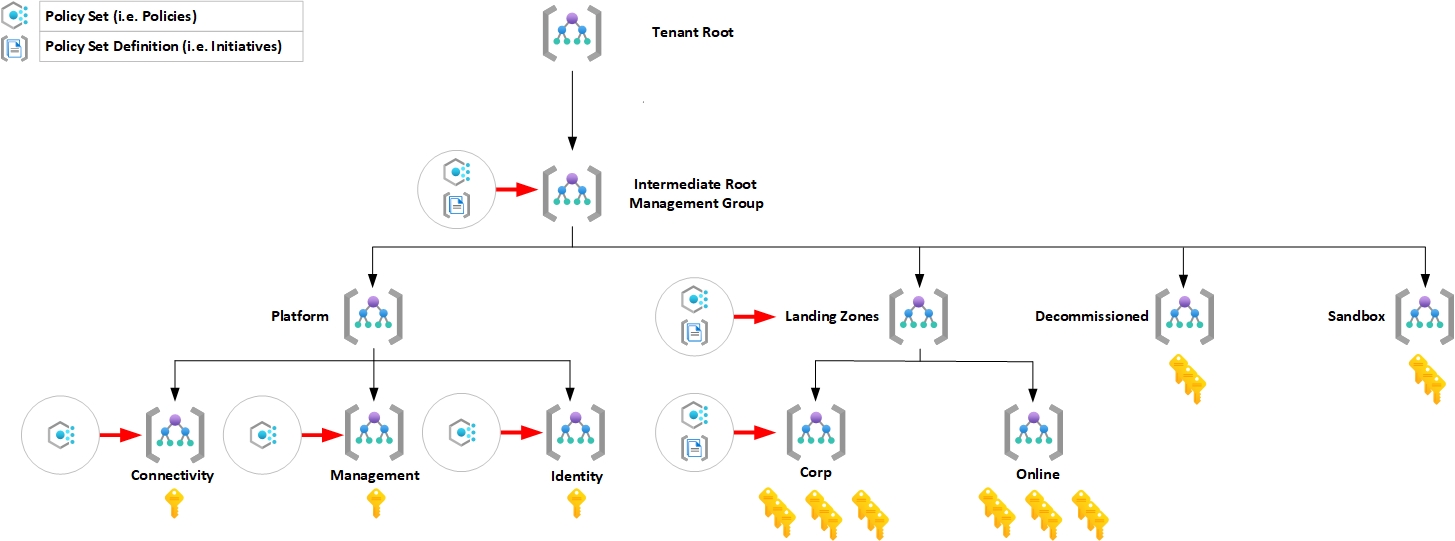 Policy Set (i.e. Policies)
Policy Set Definition (i.e. Initiatives)
Tenant Root
Intermediate Root
Management Group
Platform
Landing Zones
Decommissioned
Sandbox
Connectivity
Management
Identity
Corp
Online